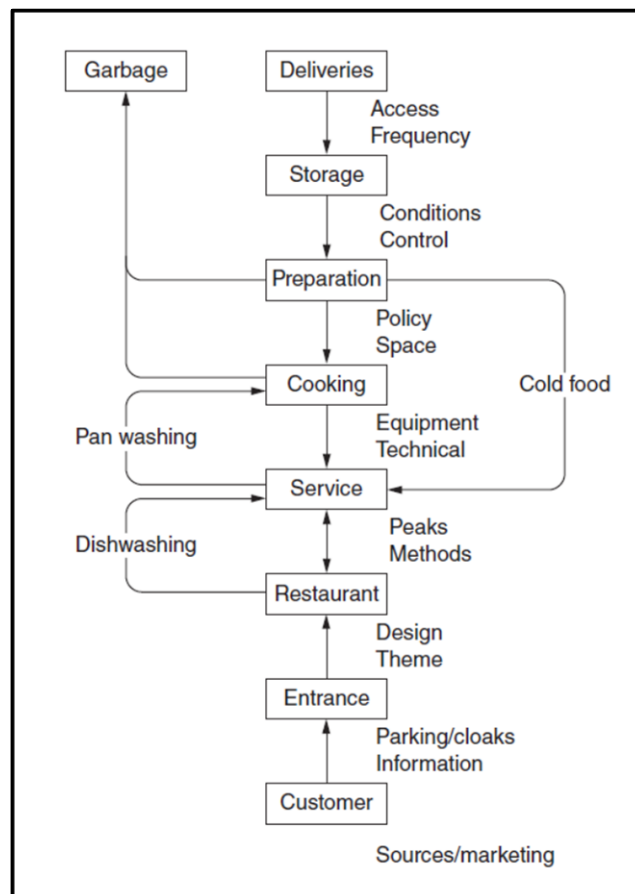 Garbage
Deliveries
Access
Frequency
Storage
Conditions
Control
Preparation
Policy
Space
Cooking
Cold food
Equipment
Technical
Pan washing
Service
Peaks
Methods
Dishwashing
Restaurant
Design
Theme
Entrance
Parking/cloaks
Information
Customer
Sources/marketing